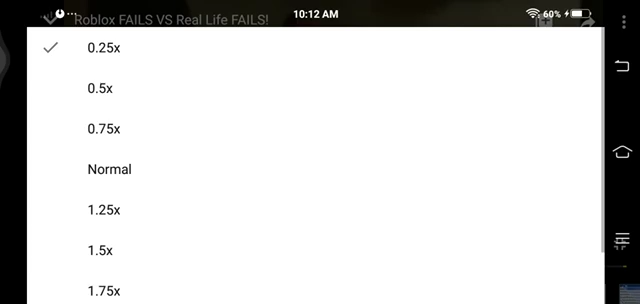 Roblox FAILS VS Real Life FAILS!
10:12 AM
60%
0.25x
0.5x
0.75x
Normal
1.25x
1.5x
1.75x